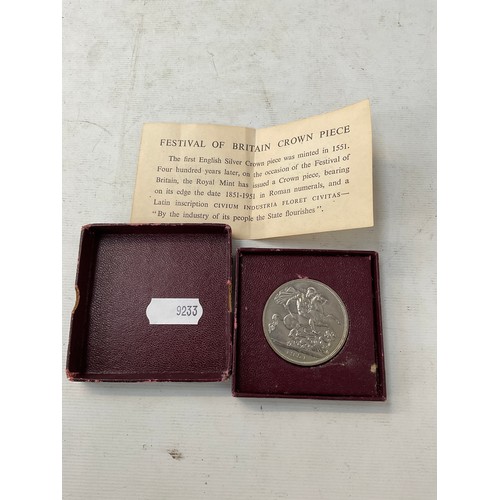 FESTIVAL OF BRITAIN CROWN PIECE
The first English Silver Crown piece was minted in 1551.
Four hundred years later, on the occasion of the Festival of
Britain, the Royal Mint has issued a Crown piece, bearing
on its edge the date 1851-1951 in Roman numerals, and a
Latin inscription CIVIUM INDUSTRIA FLORET CIVITAS—
"By the industry of its people the State flourishes".
9233